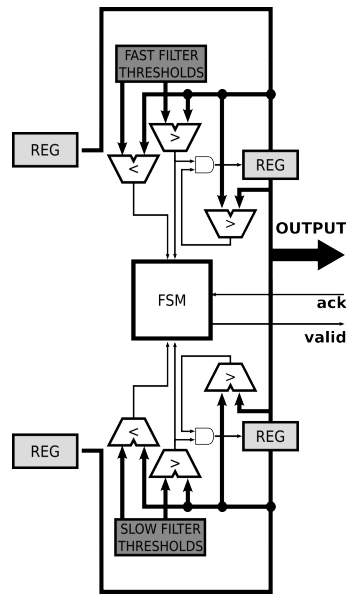 FAST FILTER
THRESHOLDS
>
REG
<
REG
>
OUTPUT
FSM
ack
valid
>
<
REG
REG
>
SLOW FILTER
THRESHOLDS